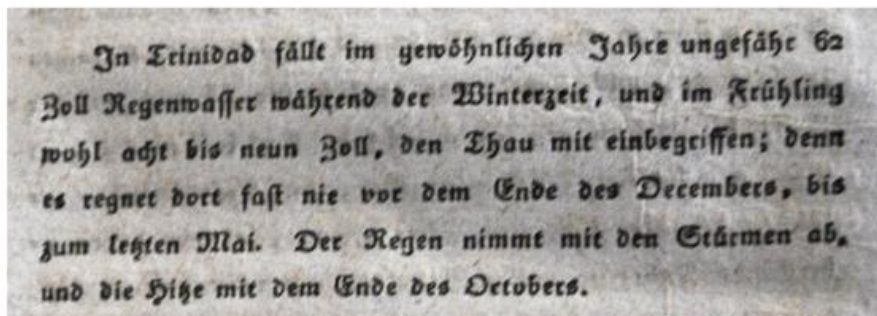 In Trinidad fällt im gewöhnlichen Jahre ungefähr 62
Zoll Regenwasser während der Winterzeit, und im Frühling
wohl acht bis neun Zoll, den Thau mit einbegriffen; denn
es regnet dort fast nie vor dem Ende des Decembers, bis
zum letzten Mai. Der Regen nimmt mit den Stürmen ab,
und die Hitze mit dem Ende des Octobers.